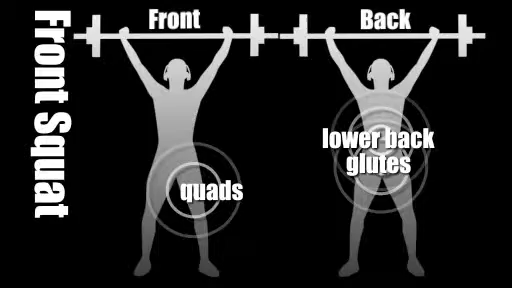 Front Squat
Front
Back
quads
lower back
glutes